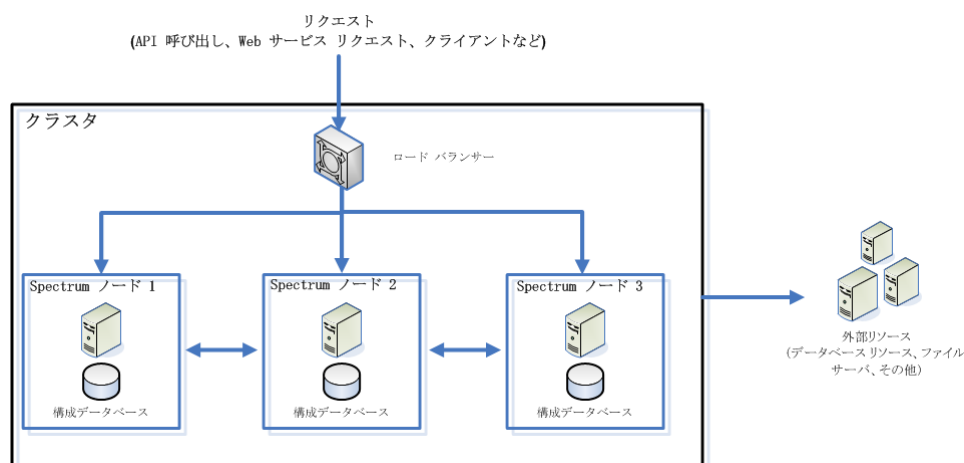 リクエスト
(API 呼び出し、Web サービス リクエスト、クライアントなど)
クラスタ
ロード バランサー
Spectrum ノード 1
Spectrum ノード 2
Spectrum ノード 3
構成データベース
構成データベース
構成データベース
外部リソース
(データベース リソース、ファイル
サーバ、その他)